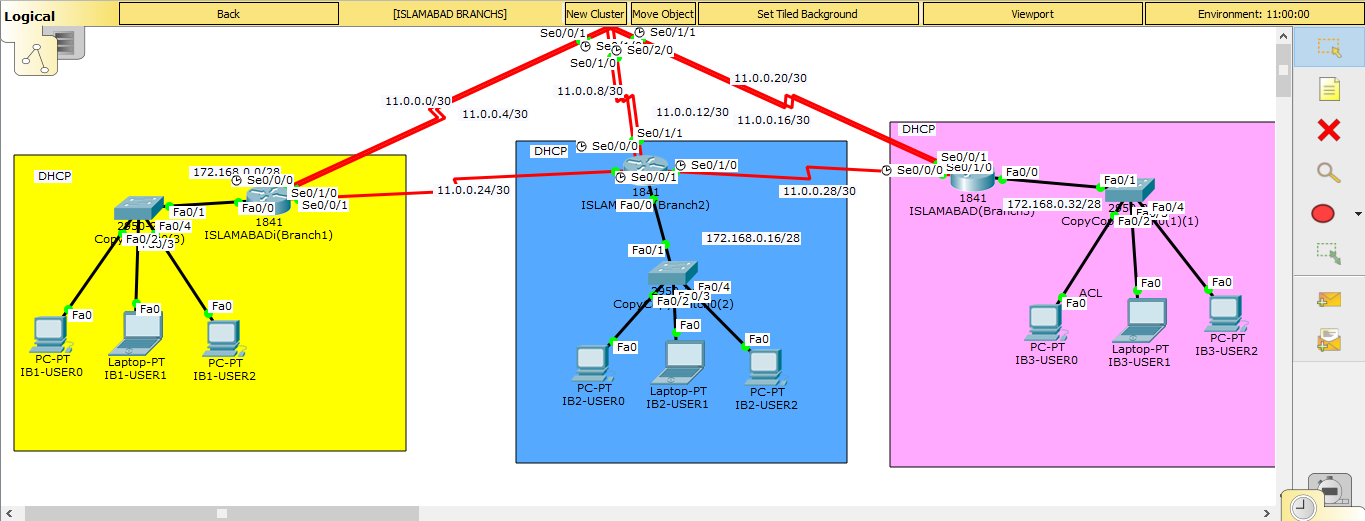 Logical
Back
[ISLAMABAD BRANCHS]
New Cluster
Move Object
Set Tiled Background
Viewport
Environment: 11:00:00
Se0/0/1
Se0/1/1
Se0/2/0
Se0/1/0
11.0.0.0/30
11.0.0.4/30
11.0.0.8/30
11.0.0.12/30
11.0.0.20/30
11.0.0.16/30
Se0/1/1
Se0/0/0
DHCP
172.168.0.0/28
Se0/0/0
Se0/1/0
Se0/0/1
Fa0/0
Fa0/1
Fa0/4
Fa0/2
1841
ISLAMABADi(Branch1)
Fa0
Fa0
Fa0
PC-PT
IB1-USER0
Laptop-PT
IB1-USER1
PC-PT
IB1-USER2
11.0.0.24/30
DHCP
Se0/1/0
Se0/0/1
1841
Fa0/0
172.168.0.16/28
Fa0/1
Fa0/4
Fa0/2
Fa0
Fa0
Fa0
PC-PT
IB2-USER0
Laptop-PT
IB2-USER1
PC-PT
IB2-USER2
11.0.0.28/30
DHCP
Se0/0/1
Se0/0/0
Se0/1/0
Fa0/0
1841
172.168.0.32/28
Fa0/1
Fa0/4
Fa0/2
ACL
Fa0
Fa0
Fa0
PC-PT
IB3-USER0
Laptop-PT
IB3-USER1
PC-PT
IB3-USER2